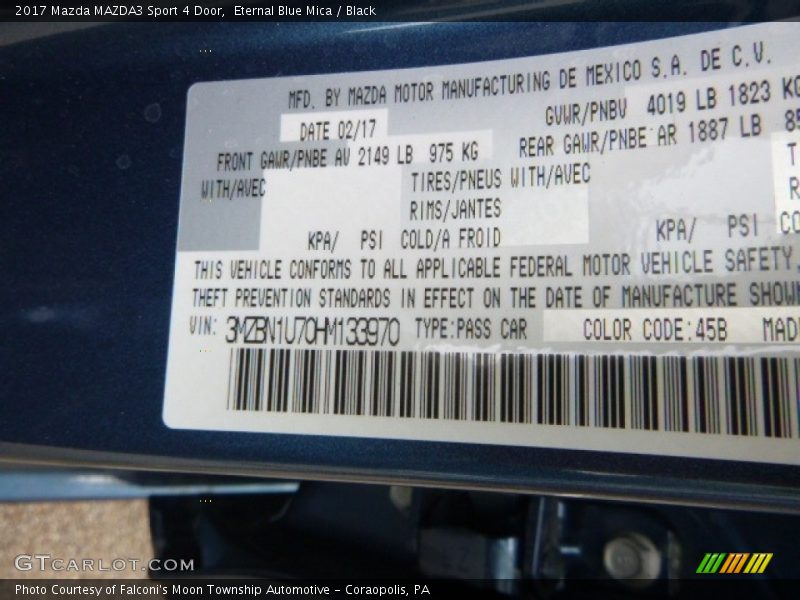 2017 Mazda MAZDA3 Sport 4 Door, Eternal Blue Mica / Black
MFD. BY MAZDA MOTOR MANUFACTURING DE MEXICO S.A. DE C.V.
DATE 02/17 GVWR/PNBV 4019 LB 1823 KG
FRONT GAWR/PNBE AV 2149 LB 975 KG REAR GAWR/PNBE AR 1887 LB
WITH/AVEC TIRES/PNEUS WITH/AVEC
RIMS/JANTES
KPA/ PSI COLD/A FROID KPA/ PSI
THIS VEHICLE CONFORMS TO ALL APPLICABLE FEDERAL MOTOR VEHICLE SAFETY,
THEFT PREVENTION STANDARDS IN EFFECT ON THE DATE OF MANUFACTURE SHOWN
VIN: 3MZBN1U70HM133970 TYPE:PASS CAR COLOR CODE:45B MAD
GTCARLOT.COM
Photo Courtesy of Falconi's Moon Township Automotive - Coraopolis, PA